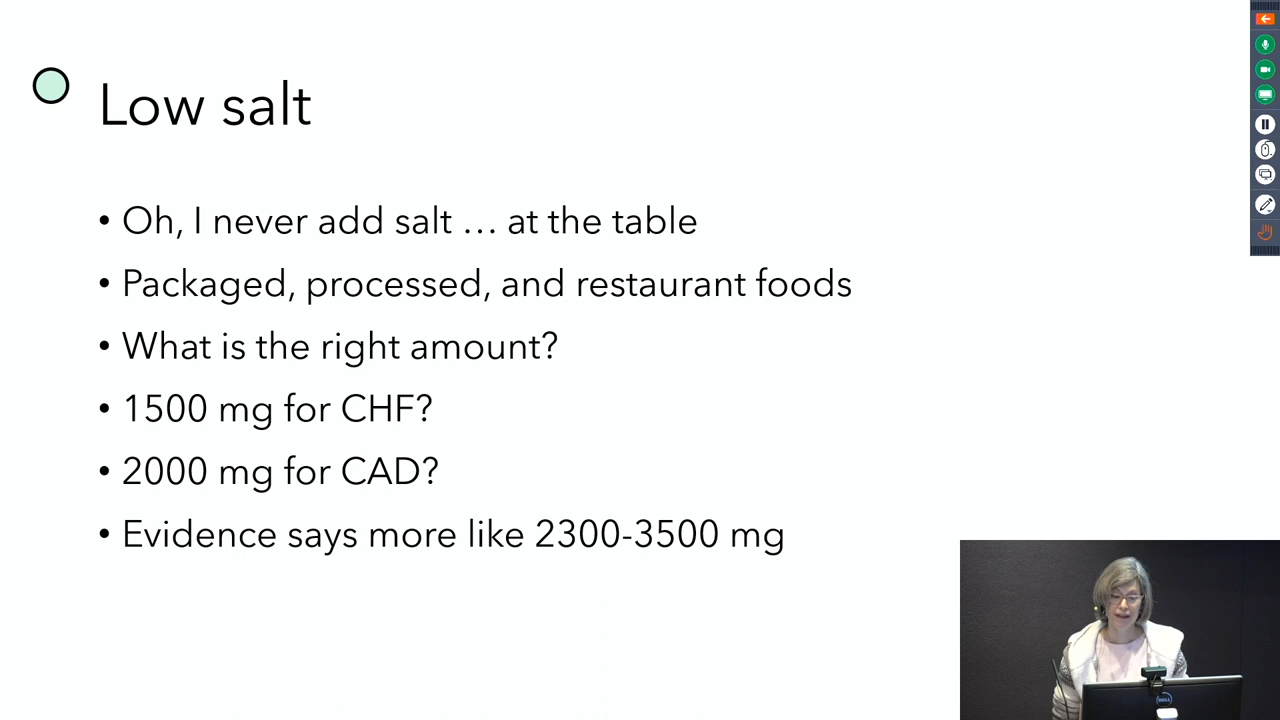 Low salt
• Oh, I never add salt … at the table
• Packaged, processed, and restaurant foods
• What is the right amount?
• 1500 mg for CHF?
• 2000 mg for CAD?
• Evidence says more like 2300-3500 mg
DELL